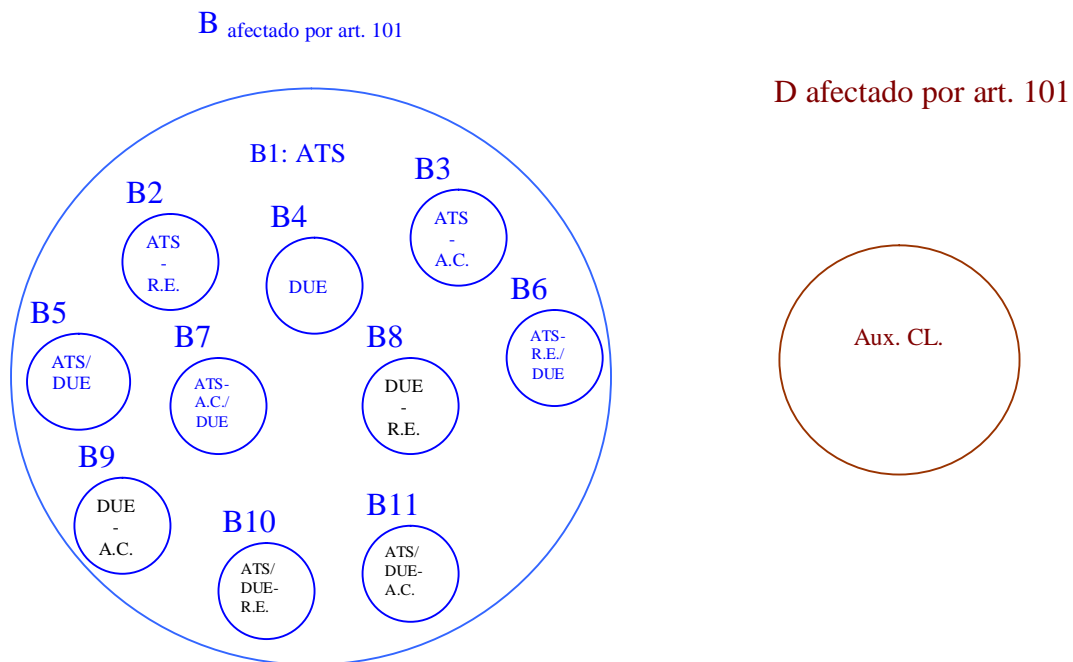 B afectado por art. 101
D afectado por art. 101
B1: ATS
B2
ATS
-
R.E.
B3
ATS
-
A.C.
B4
DUE
B5
ATS/
DUE
B6
ATS-
R.E./
DUE
B7
ATS-
A.C./
DUE
B8
DUE
-
R.E.
B9
DUE
-
A.C.
B10
ATS/
DUE-
R.E.
B11
ATS/
DUE-
A.C.
Aux. CL.